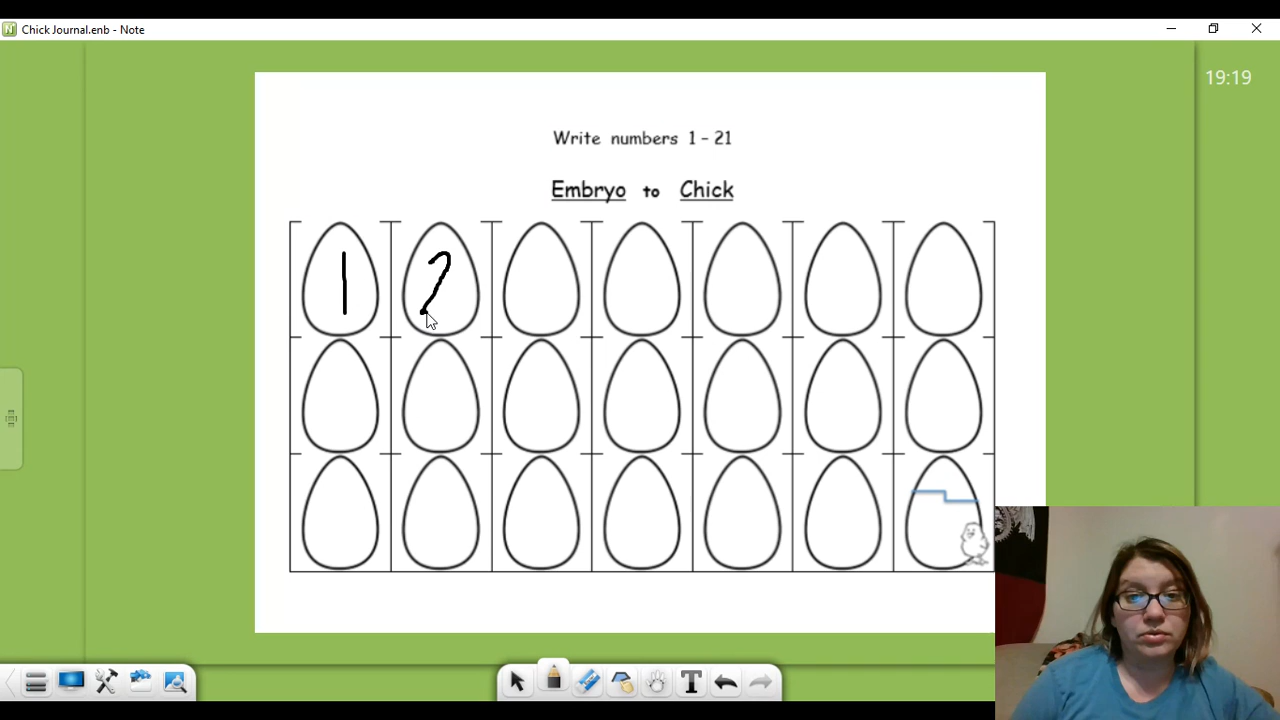 Chick Journal.enb - Note
19:19
Write numbers 1 - 21
Embryo to Chick
1 2
T